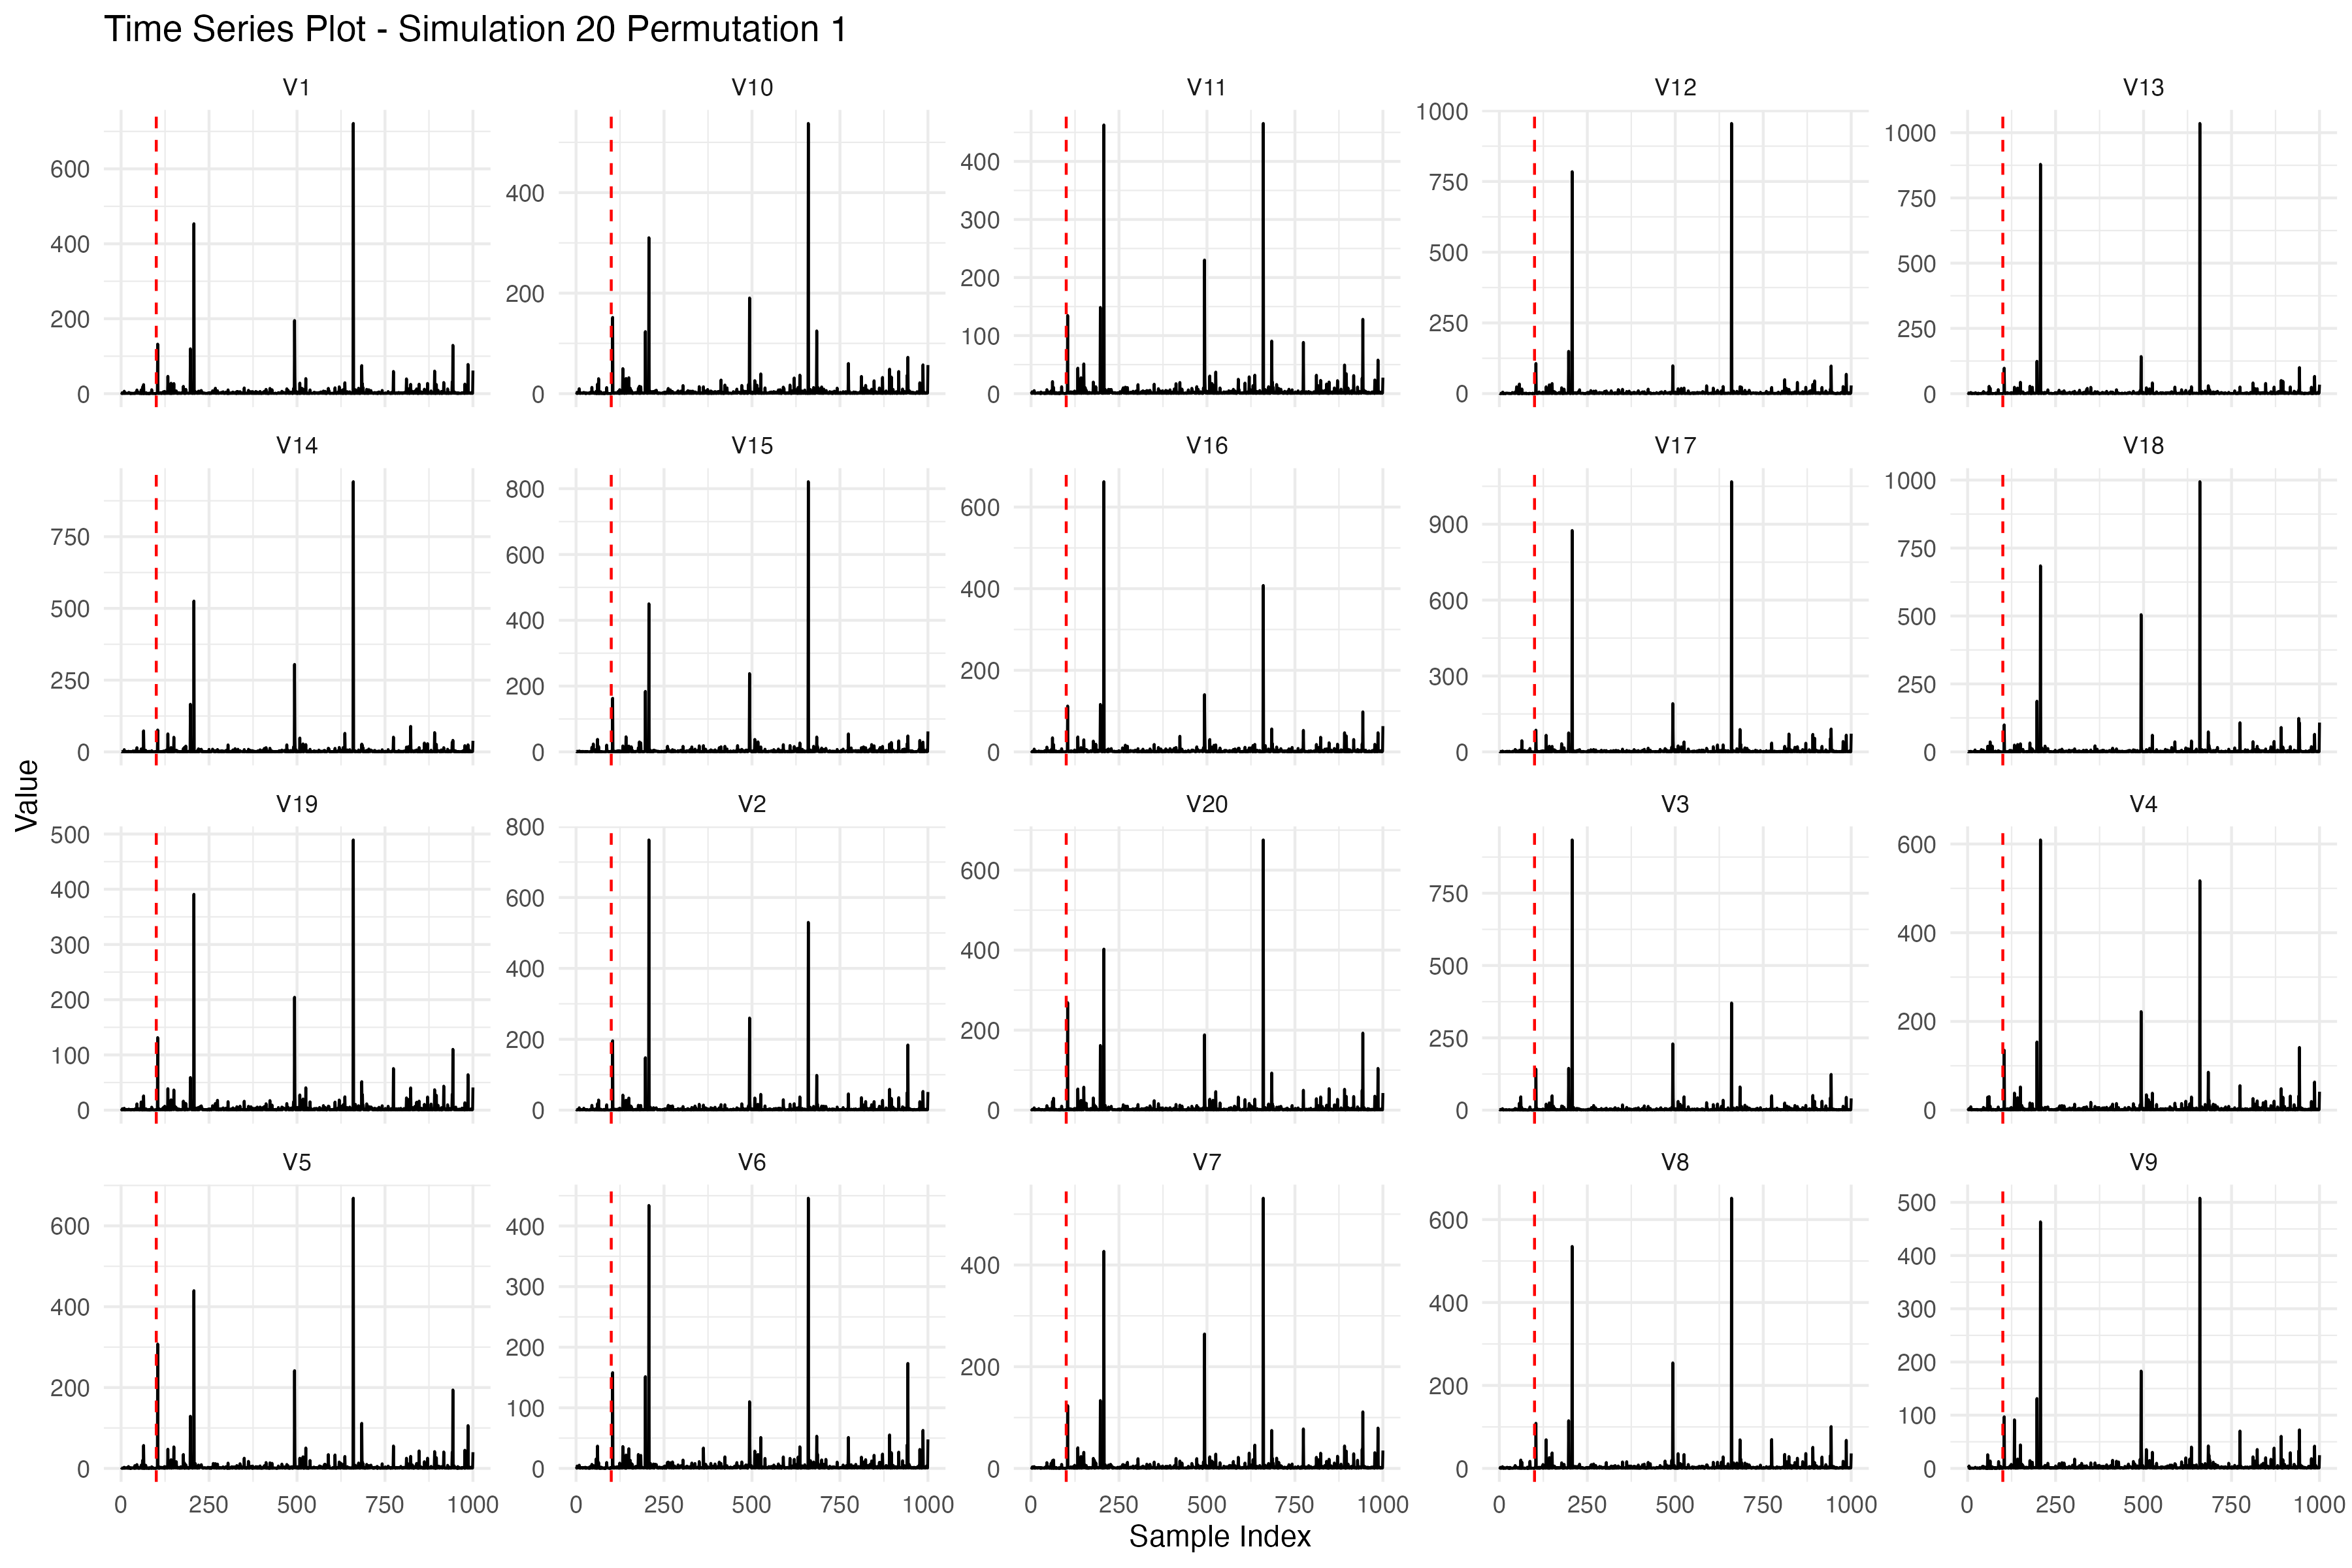 Time Series Plot - Simulation 20 Permutation 1
V1 V10 V11 V12 V13
600 400 200 0
400 200 0
400 300 200 100 0
1000 750 500 250 0
1000 750 500 250 0
V14 V15 V16 V17 V18
750 500 250 0
800 600 400 200 0
600 400 200 0
900 600 300 0
1000 750 500 250 0
Value
V19 V2 V20 V3 V4
500 400 300 200 100 0
800 600 400 200 0
600 400 200 0
750 500 250 0
600 400 200 0
V5 V6 V7 V8 V9
600 400 200 0
400 300 200 100 0
400 200 0
600 400 200 0
500 400 300 200 100 0
0 250 500 750 1000 0 250 500 750 1000 0 250 500 750 1000 0 250 500 750 1000 0 250 500 750 1000
Sample Index